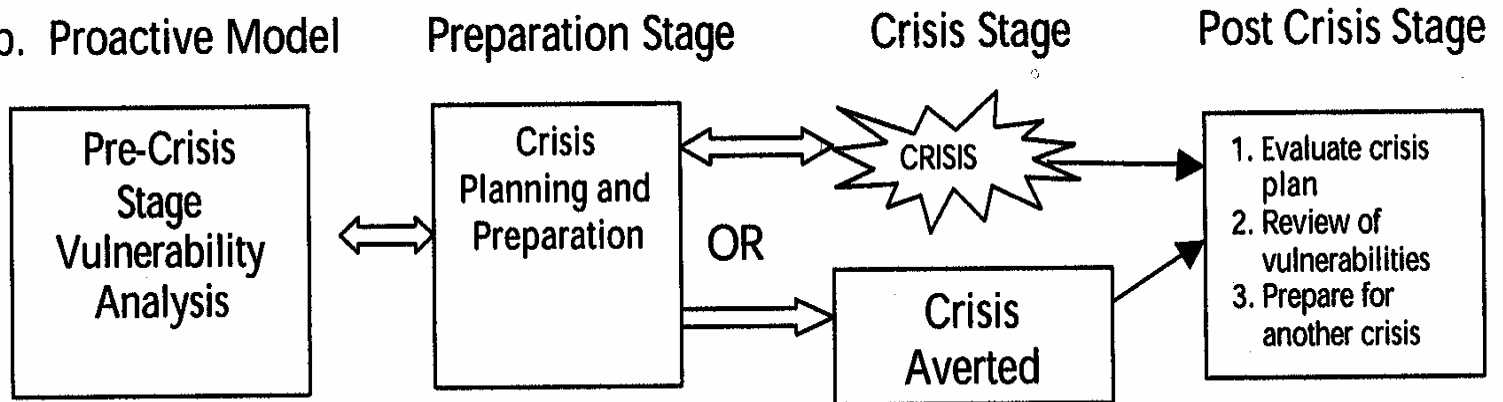 b. Proactive Model
Preparation Stage
Crisis Stage
Post Crisis Stage
Pre-Crisis
Stage
Vulnerability
Analysis
Crisis
Planning and
Preparation
OR
CRISIS
Crisis
Averted
1. Evaluate crisis
plan
2. Review of
vulnerabilities
3. Prepare for
another crisis